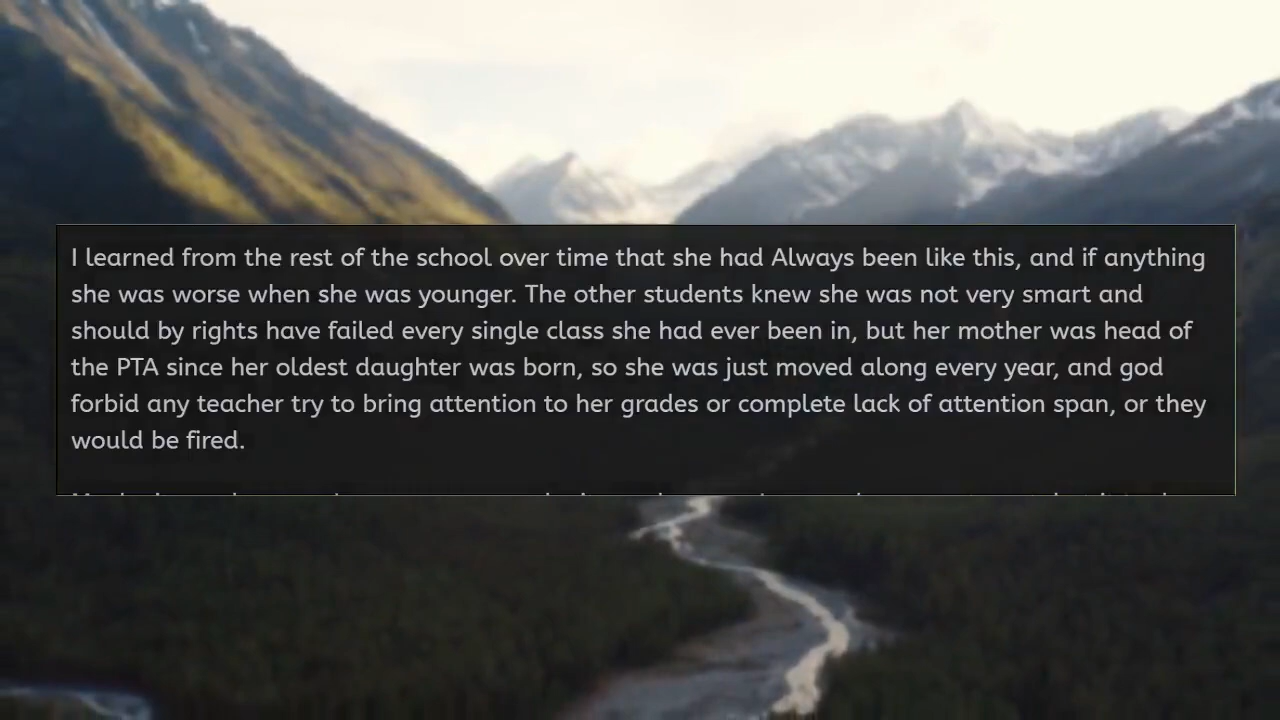 I learned from the rest of the school over time that she had Always been like this, and if anything
she was worse when she was younger. The other students knew she was not very smart and
should by rights have failed every single class she had ever been in, but her mother was head of
the PTA since her oldest daughter was born, so she was just moved along every year, and god
forbid any teacher try to bring attention to her grades or complete lack of attention span, or they
would be fired.